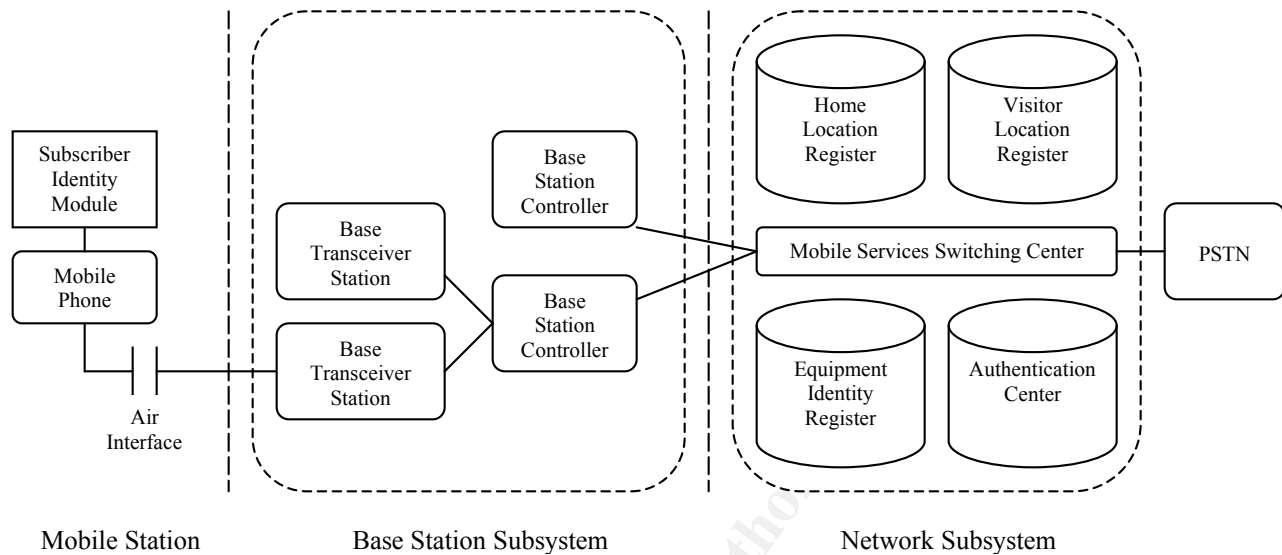 Subscriber
Identity
Module
Mobile
Phone
Air
Interface
Base
Transceiver
Station
Base
Transceiver
Station
Base
Station
Controller
Base
Station
Controller
Home
Location
Register
Visitor
Location
Register
Mobile Services Switching Center
Equipment
Identity
Register
Authentication
Center
PSTN
Mobile Station
Base Station Subsystem
Network Subsystem